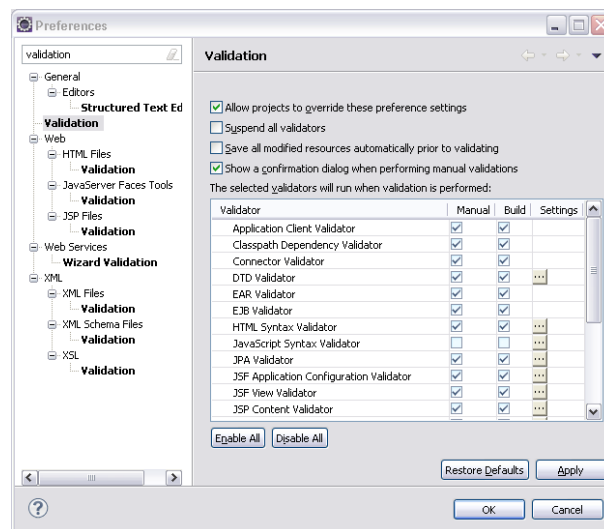 Preferences
validation
Validation
General
Editors
Structured Text Ed
Validation
Web
HTML Files
Validation
JavaServer Faces Tools
Validation
JSP Files
Validation
Web Services
Wizard Validation
XML
XML Files
Validation
XML Schema Files
Validation
XSL
Validation
Allow projects to override these preference settings
Suspend all validators
Save all modified resources automatically prior to validating
Show a confirmation dialog when performing manual validations
The selected validators will run when validation is performed:
Validator Manual Build Settings
Application Client Validator
Classpath Dependency Validator
Connector Validator
DTD Validator ...
EAR Validator
EJB Validator
HTML Syntax Validator ...
JavaScript Syntax Validator ...
JPA Validator ...
JSF Application Configuration Validator ...
JSF View Validator ...
JSP Content Validator ...
Enable All Disable All
Restore Defaults Apply
? OK Cancel